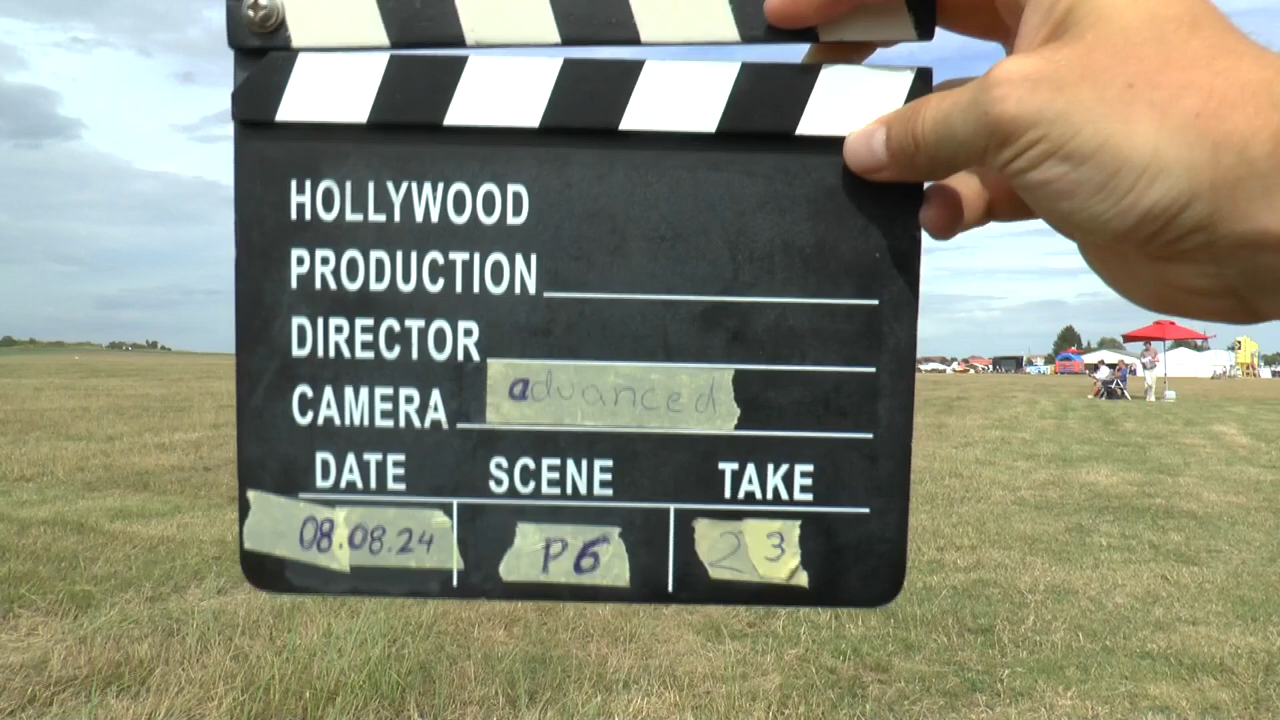 HOLLYWOOD
PRODUCTION
DIRECTOR
CAMERA advanced
DATE SCENE TAKE
08.08.24 P6 23